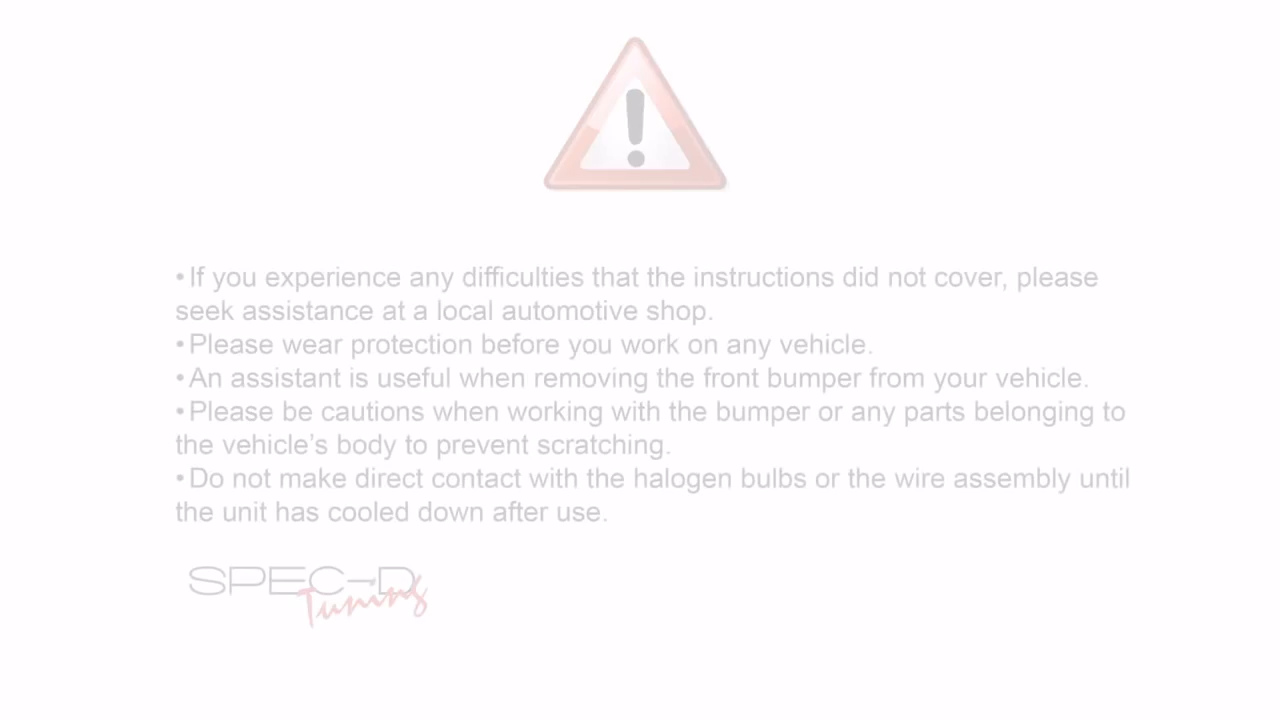 •If you experience any difficulties that the instructions did not cover, please
seek assistance at a local automotive shop.
•Please wear protection before you work on any vehicle.
•An assistant is useful when removing the front bumper from your vehicle.
•Please be cautions when working with the bumper or any parts belonging to
the vehicle’s body to prevent scratching.
•Do not make direct contact with the halogen bulbs or the wire assembly until
the unit has cooled down after use.
SPEC-D
Tuning